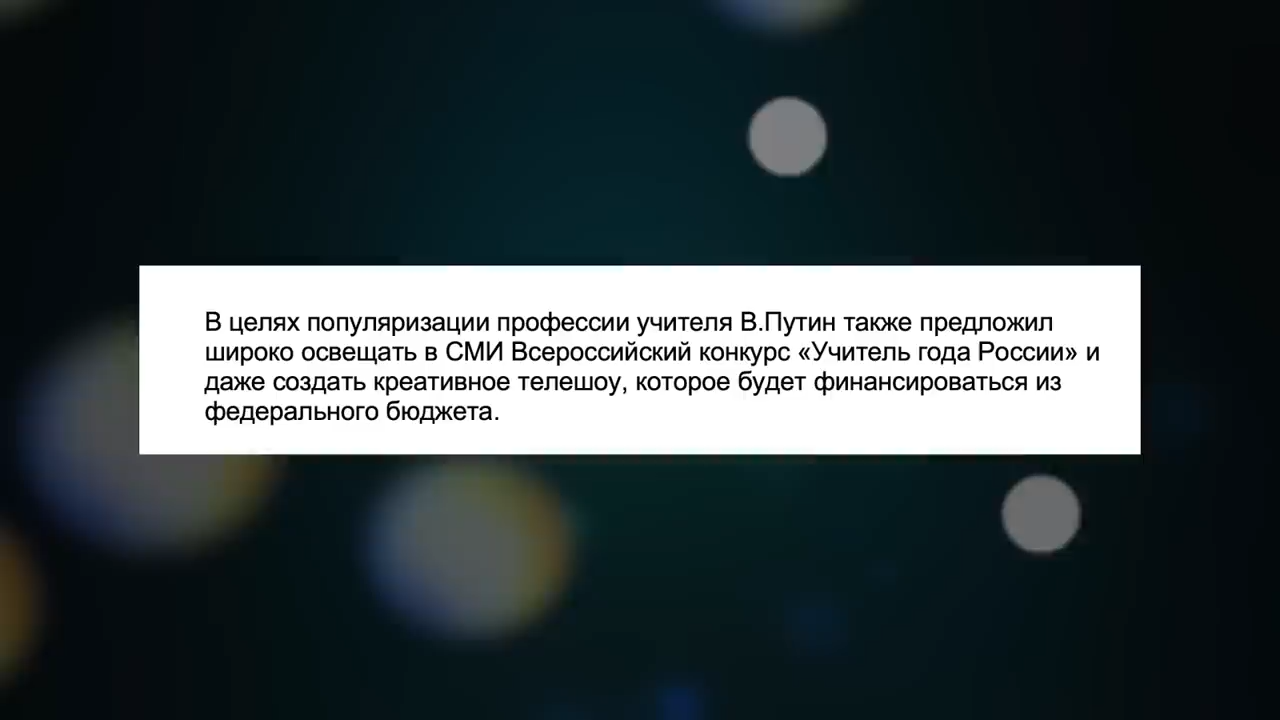 В целях популяризации профессии учителя В.Путин также предложил
широко освещать в СМИ Всероссийский конкурс «Учитель года России» и
даже создать креативное телешоу, которое будет финансироваться из
федерального бюджета.